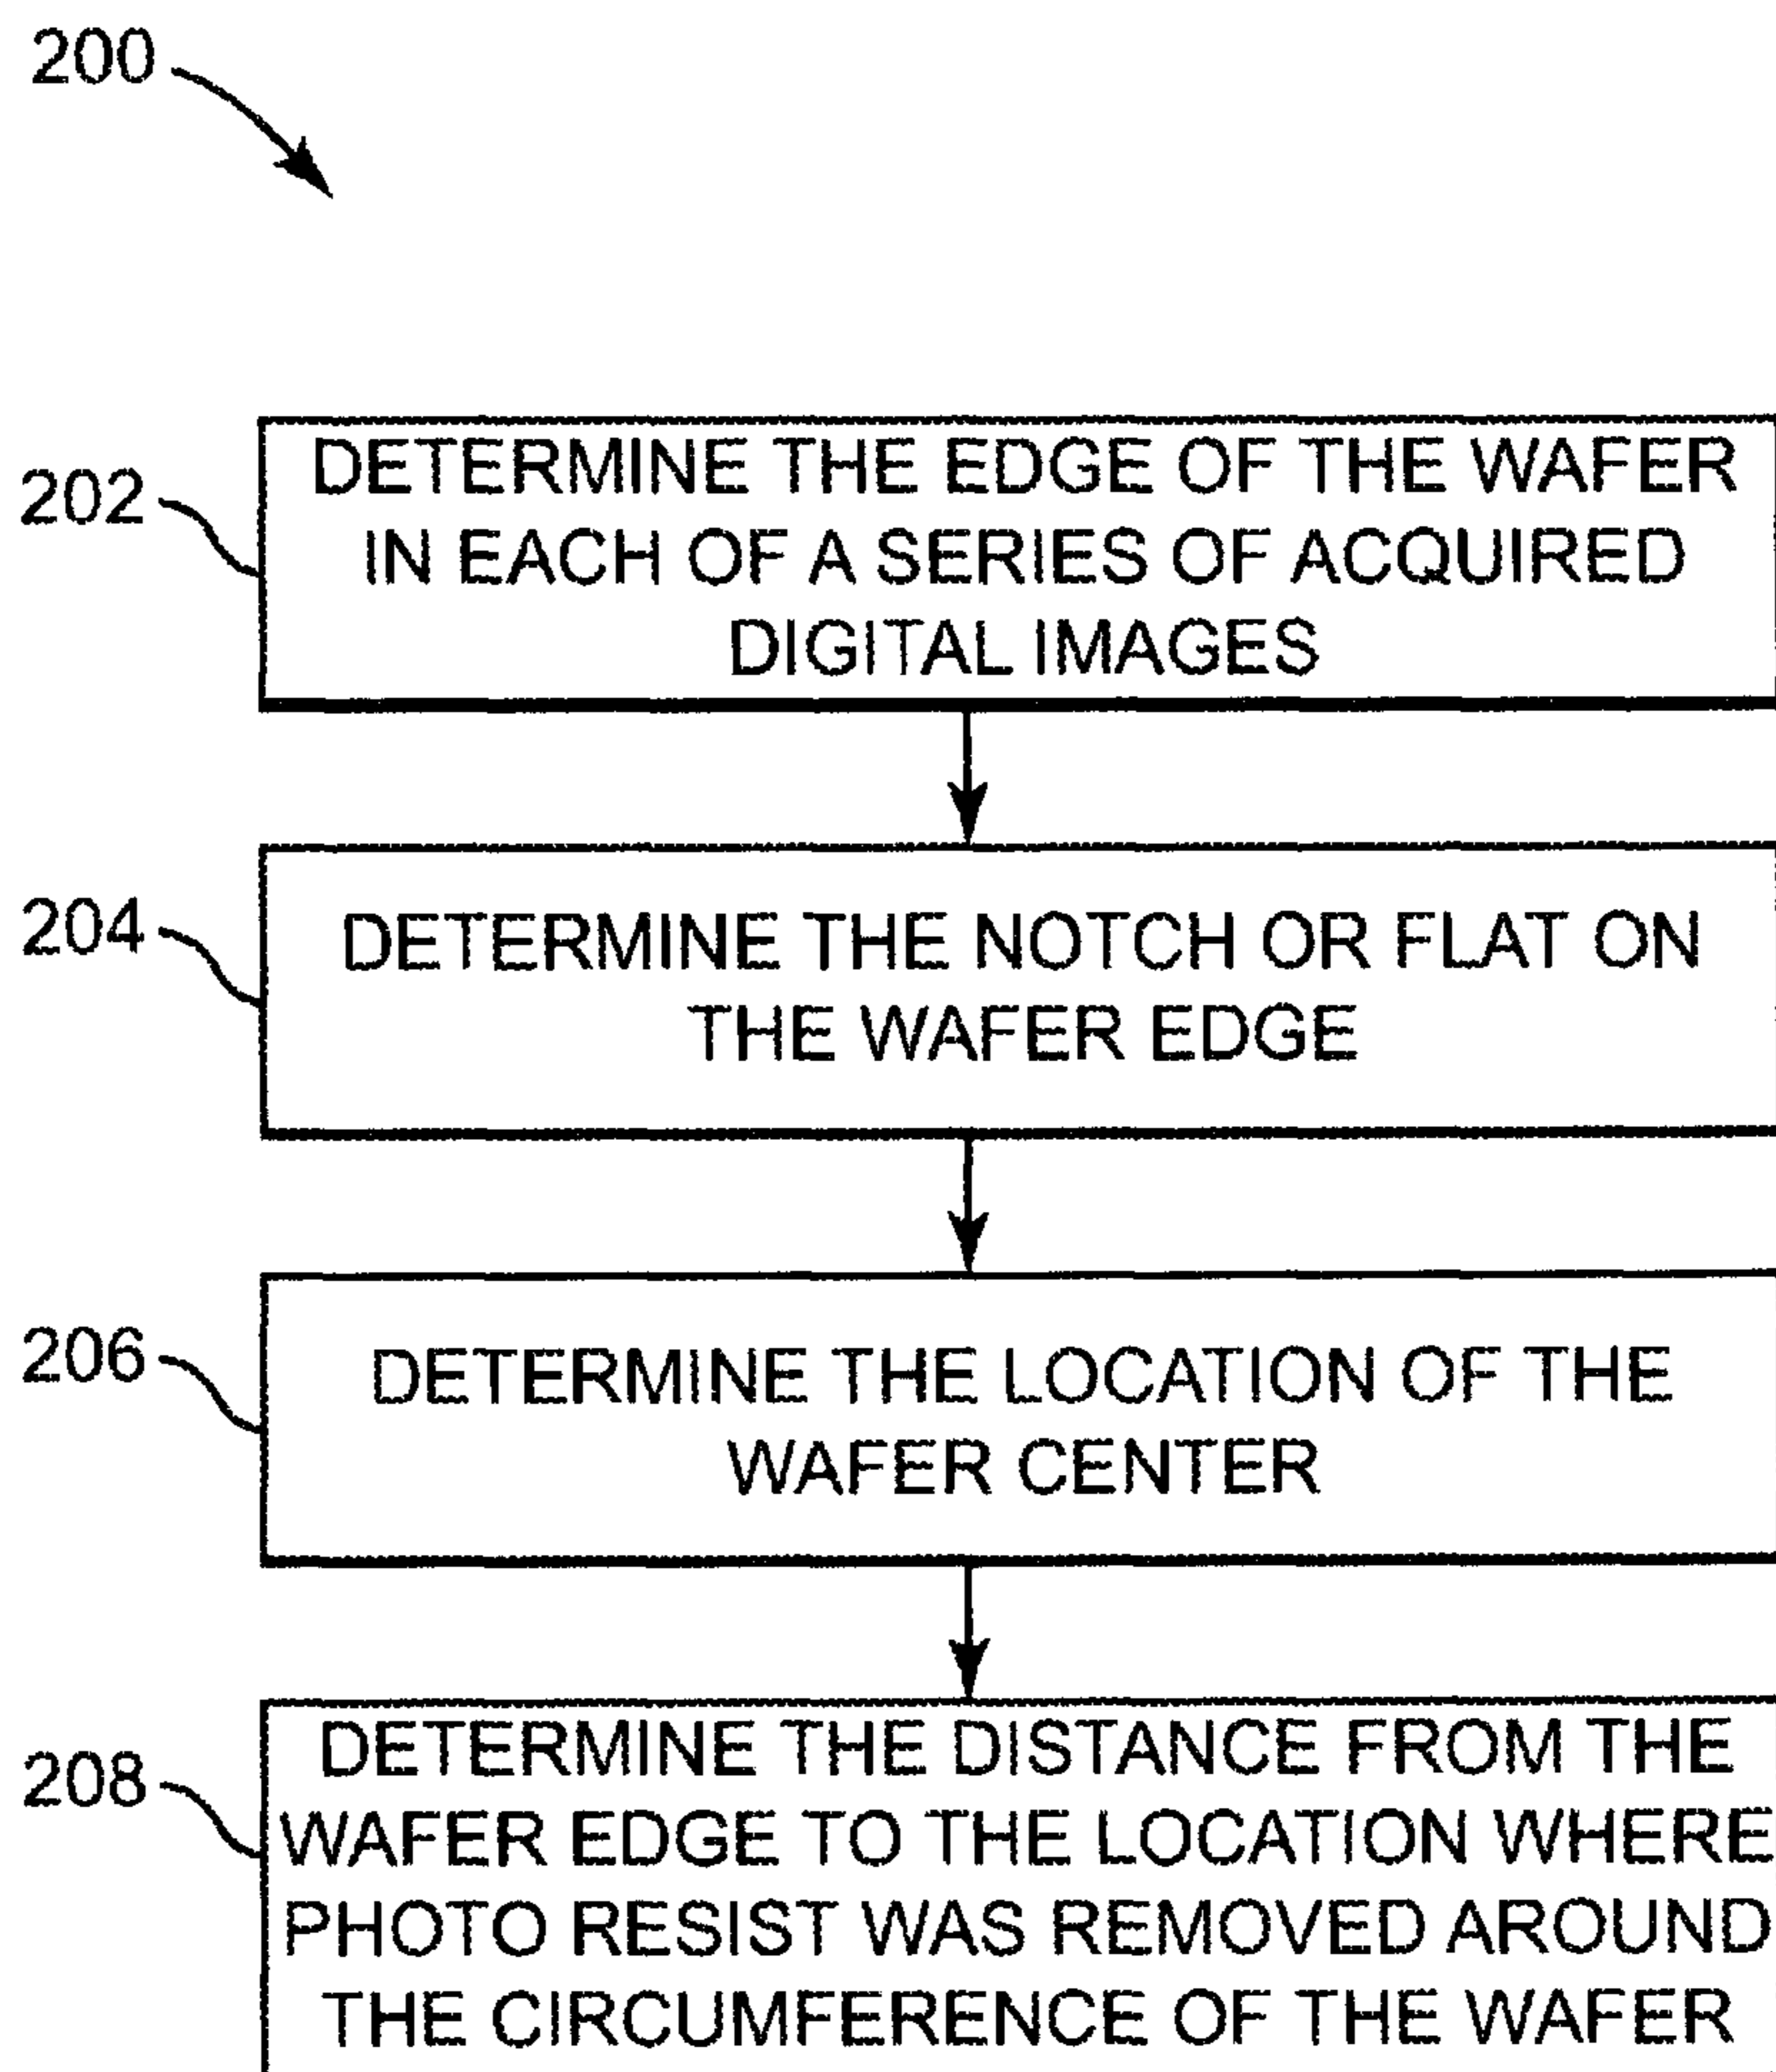 200
202
DETERMINE THE EDGE OF THE WAFER
IN EACH OF A SERIES OF ACQUIRED
DIGITAL IMAGES
204
DETERMINE THE NOTCH OR FLAT ON
THE WAFER EDGE
206
DETERMINE THE LOCATION OF THE
WAFER CENTER
208
DETERMINE THE DISTANCE FROM THE
WAFER EDGE TO THE LOCATION WHERE
PHOTO RESIST WAS REMOVED AROUND
THE CIRCUMFERENCE OF THE WAFER